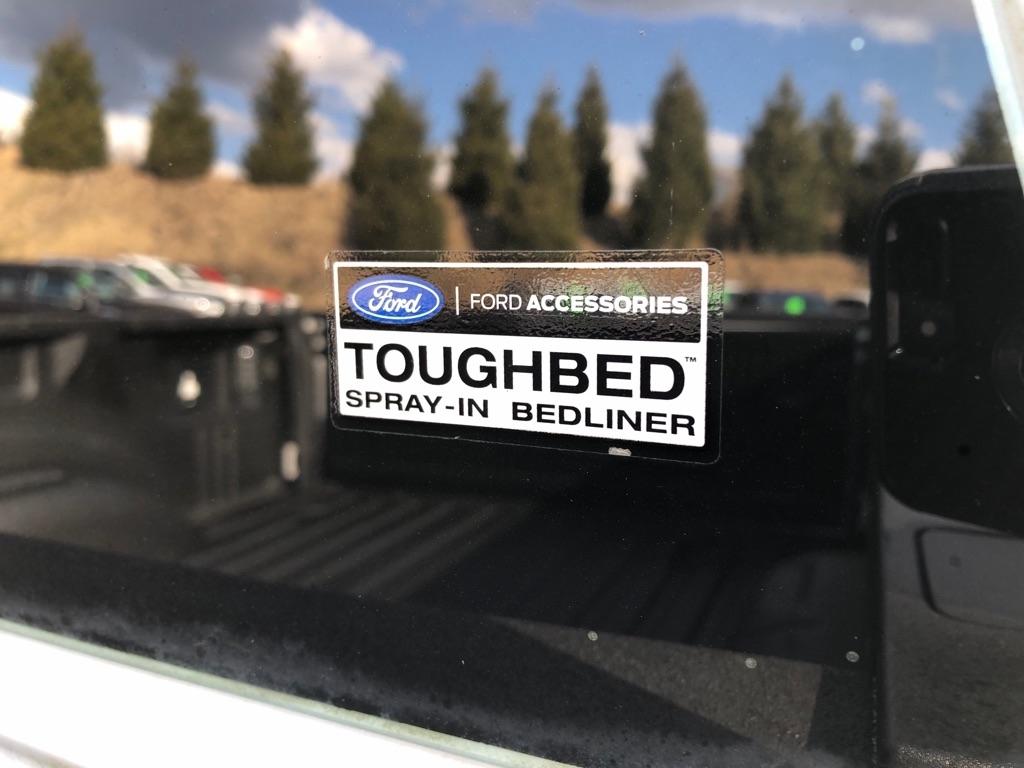 Ford | FORD ACCESSORIES
TOUGHBED™
SPRAY-IN BEDLINER